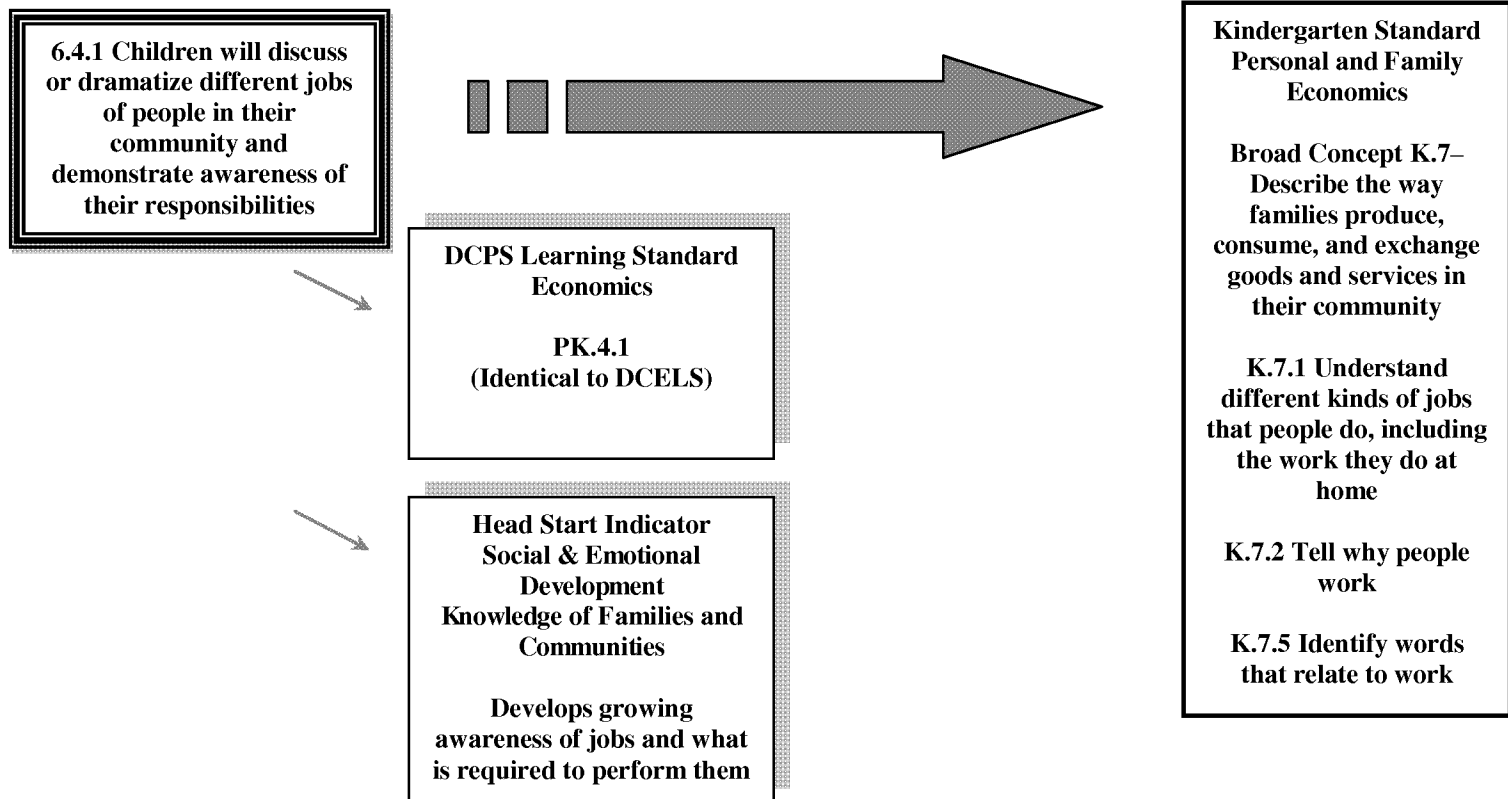 6.4.1 Children will discuss
or dramatize different jobs
of people in their
community and
demonstrate awareness of
their responsibilities
DCPS Learning Standard
Economics
PK.4.1
(Identical to DCELS)
Head Start Indicator
Social & Emotional
Development
Knowledge of Families and
Communities
Develops growing
awareness of jobs and what
is required to perform them
Kindergarten Standard
Personal and Family
Economics
Broad Concept K.7–
Describe the way
families produce,
consume, and exchange
goods and services in
their community
K.7.1 Understand
different kinds of jobs
that people do, including
the work they do at
home
K.7.2 Tell why people
work
K.7.5 Identify words
that relate to work